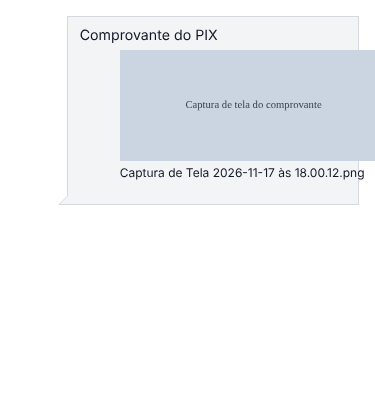 Comprovante do PIX
Captura de tela do comprovante
Captura de Tela 2026-11-17 às 18.00.12.png